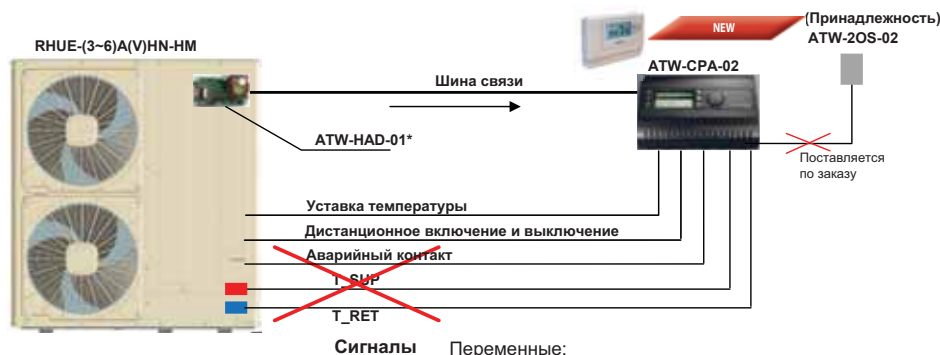 RHUE-(3~6)A(V)HN-HM
NEW
(Принадлежность)
ATW-2OS-02
Шина связи
ATW-CPA-02
ATW-HAD-01*
Поставляется
по заказу
Уставка температуры
Дистанционное включение и выключение
Аварийный контакт
T_SUP
T_RET
Сигналы Переменные: